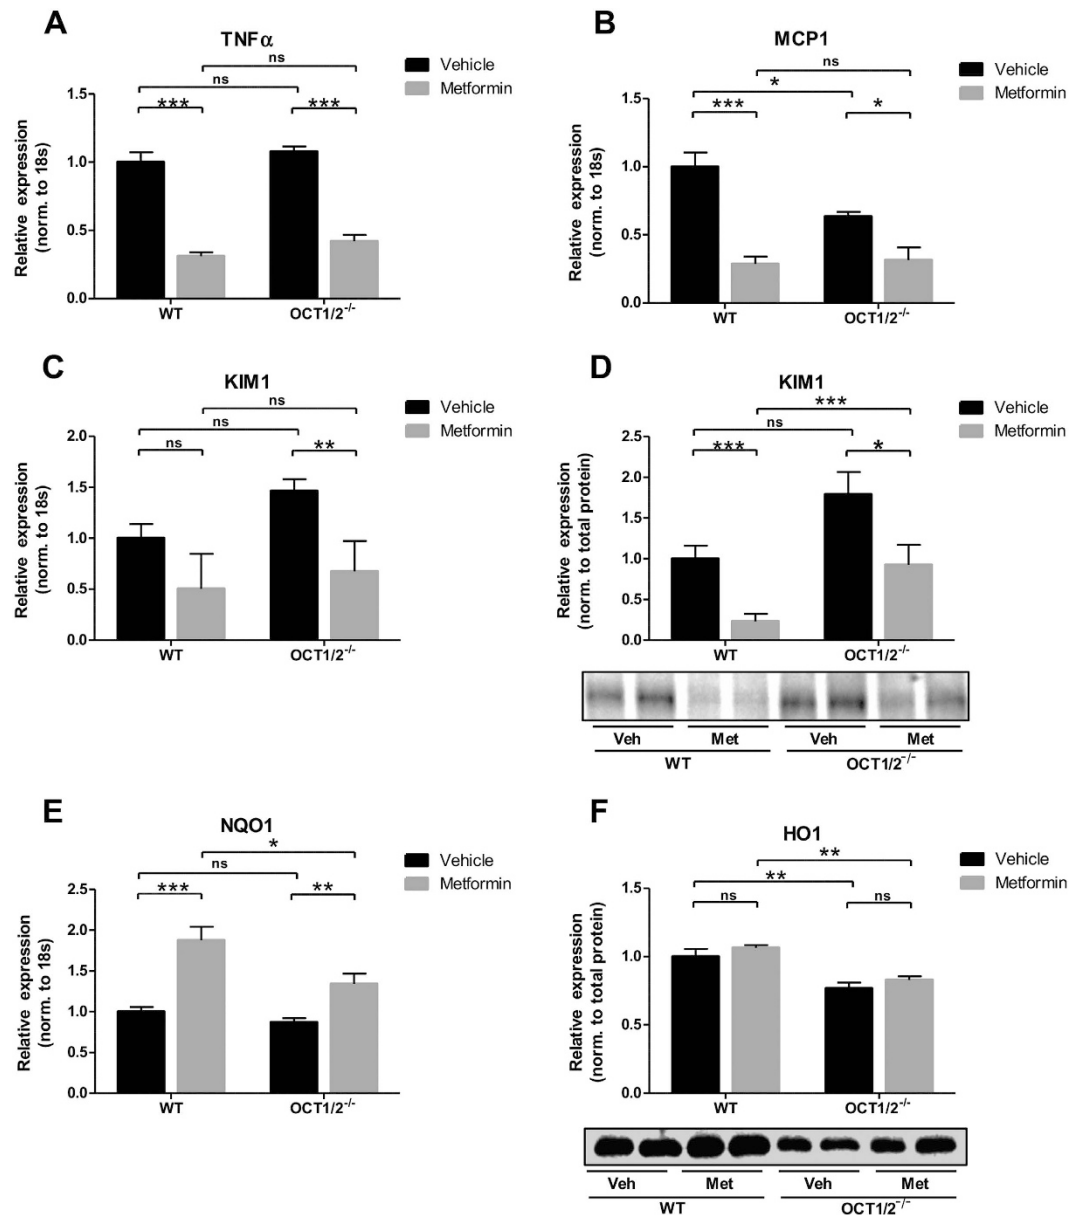 A
TNFα
Vehicle
Metformin
ns
ns
***
***
Relative expression
(norm. to 18s)
1.5
1.0
0.5
0.0
WT
OCT1/2-/-
B
MCP1
Vehicle
Metformin
ns
*
***
*
Relative expression
(norm. to 18s)
1.5
1.0
0.5
0.0
WT
OCT1/2-/-
C
KIM1
Vehicle
Metformin
ns
ns
ns
**
Relative expression
(norm. to 18s)
2.0
1.5
1.0
0.5
0.0
WT
OCT1/2-/-
D
KIM1
Vehicle
Metformin
***
ns
***
*
Relative expression
(norm. to total protein)
2.5
2.0
1.5
1.0
0.5
0.0
WT
OCT1/2-/-
Veh
Met
Veh
Met
WT
OCT1/2-/-
E
NQO1
Vehicle
Metformin
*
ns
***
**
Relative expression
(norm. to 18s)
2.5
2.0
1.5
1.0
0.5
0.0
WT
OCT1/2-/-
F
HO1
Vehicle
Metformin
**
**
ns
ns
Relative expression
(norm. to total protein)
1.5
1.0
0.5
0.0
WT
OCT1/2-/-
Veh
Met
Veh
Met
WT
OCT1/2-/-